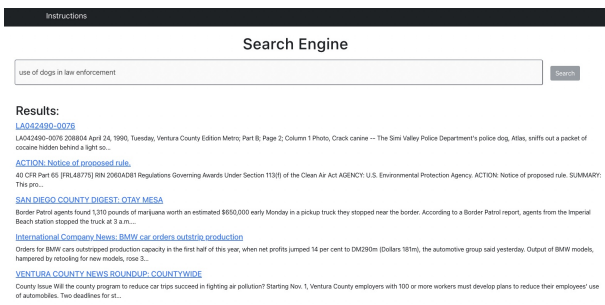 Instructions
Search Engine
use of dogs in law enforcement
Search
Results:
LA042490-0076
LA042490-0076 208804 April 24, 1990, Tuesday, Ventura County Edition Metro; Part B; Page 2; Column 1 Photo, Crack canine -- The Simi Valley Police Department's police dog, Atlas, sniffs out a packet of
cocaine hidden behind a light so...
ACTION: Notice of proposed rule.
40 CFR Part 65 [FRL48775] RIN 2060AD81 Regulations Governing Awards Under Section 113(f) of the Clean Air Act AGENCY: U.S. Environmental Protection Agency. ACTION: Notice of proposed rule. SUMMARY:
This pro...
SAN DIEGO COUNTY DIGEST: OTAY MESA
Border Patrol agents found 1,310 pounds of marijuana worth an estimated $650,000 early Monday in a pickup truck they stopped near the border. According to a Border Patrol report, agents from the Imperial
Beach station stopped the truck at 3 a.m....
International Company News: BMW car orders outstrip production
Orders for BMW cars outstripped production capacity in the first half of this year, when net profits jumped 14 per cent to DM290m (Dollars 181m), the automotive group said yesterday. Output of BMW models,
hampered by retooling for new models, rose 3...
VENTURA COUNTY NEWS ROUNDUP: COUNTYWIDE
County Issue Will the county program to reduce car trips succeed in fighting air pollution? Starting Nov. 1, Ventura County employers with 100 or more workers must develop plans to reduce their employees' use
of automobiles. Two deadlines for st...